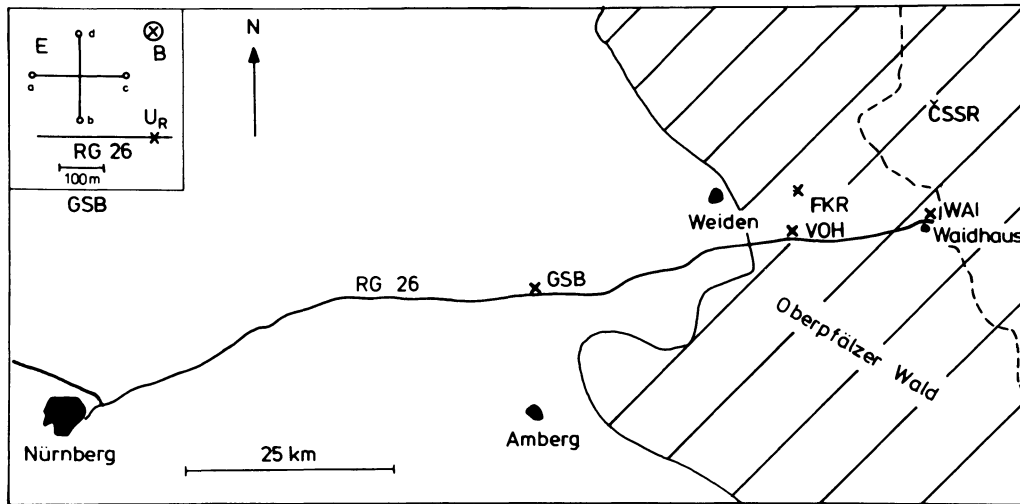 E
d
B
a
c
b
U_R
RG 26
100m
GSB
N
ČSSR
Weiden
FKR
VOH
WAI
Waidhaus
RG 26
GSB
Oberpfälzer Wald
Nürnberg
25 km
Amberg